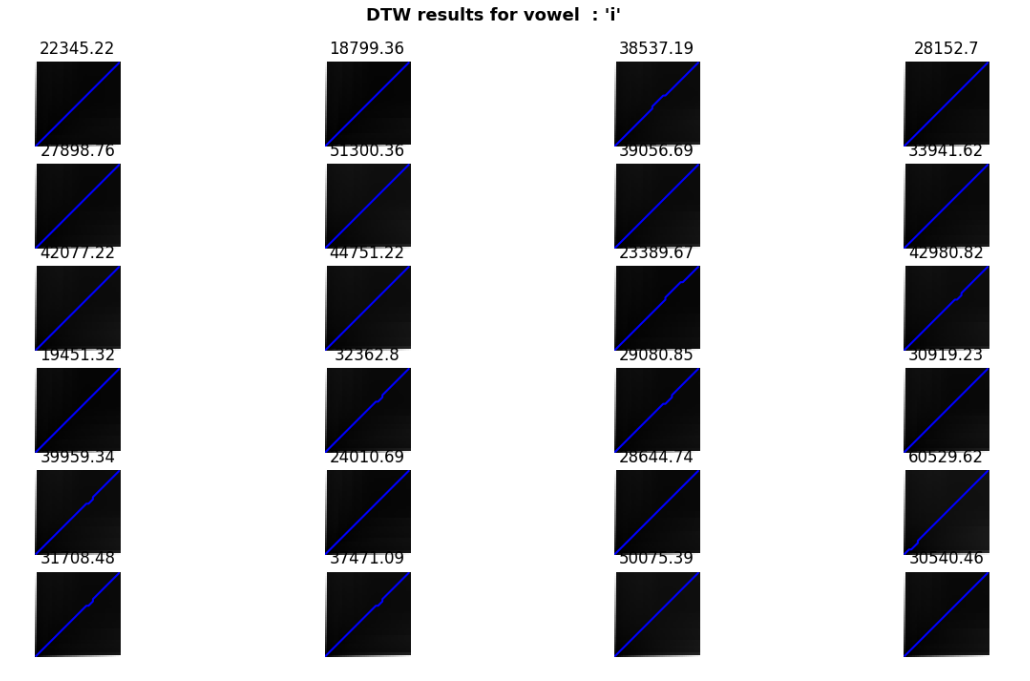 DTW results for vowel  : 'i'
22345.22 18799.36 38537.19 28152.7
27898.76 51300.36 39056.69 33941.62
42077.22 44751.22 23389.67 42980.82
19451.32 32362.8 29080.85 30919.23
39959.34 24010.69 28644.74 60529.62
31708.48 37471.09 50075.39 30540.46